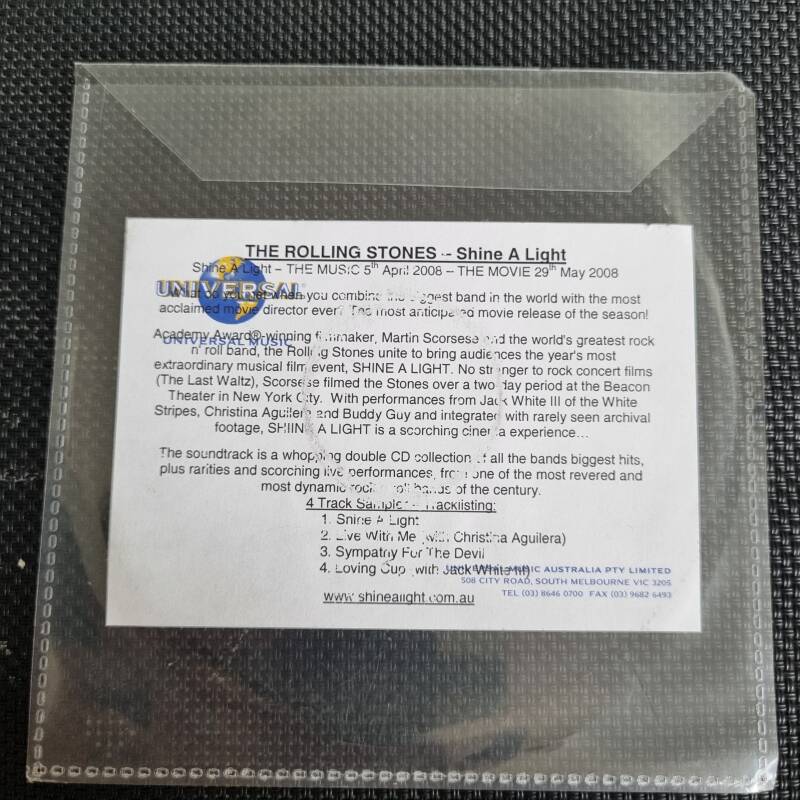 THE ROLLING STONES -- Shine A Light
Shine A Light – THE MUSIC 5th April 2008 – THE MOVIE 29th May 2008
UNIVERSAL
What do you get when you combine the biggest band in the world with the most
acclaimed movie director ever? The most anticipated movie release of the season!
Academy Award®-winning filmmaker, Martin Scorsese and the world's greatest rock
UNIVERSAL MUSIC
n' roll band, the Rolling Stones unite to bring audiences the year's most
extraordinary musical film event, SHINE A LIGHT. No stranger to rock concert films
(The Last Waltz), Scorsese filmed the Stones over a two day period at the Beacon
Theater in New York City. With performances from Jack White III of the White
Stripes, Christina Aguilera and Buddy Guy and integrated with rarely seen archival
footage, SHINE A LIGHT is a scorching cinema experience...
The soundtrack is a whopping double CD collection of all the bands biggest hits,
plus rarities and scorching live performances, from one of the most revered and
most dynamic rock n roll bands of the century.
4 Track Sampler - Tracklisting:
1. Shine A Light
2. Live With Me (with Christina Aguilera)
3. Sympathy For The Devil
4. Loving Cup (with Jack White III)
UNIVERSAL MUSIC AUSTRALIA PTY LIMITED
508 CITY ROAD, SOUTH MELBOURNE VIC 3205
TEL (03) 8646 0700 FAX (03) 9682 6493
www.shinealight.com.au